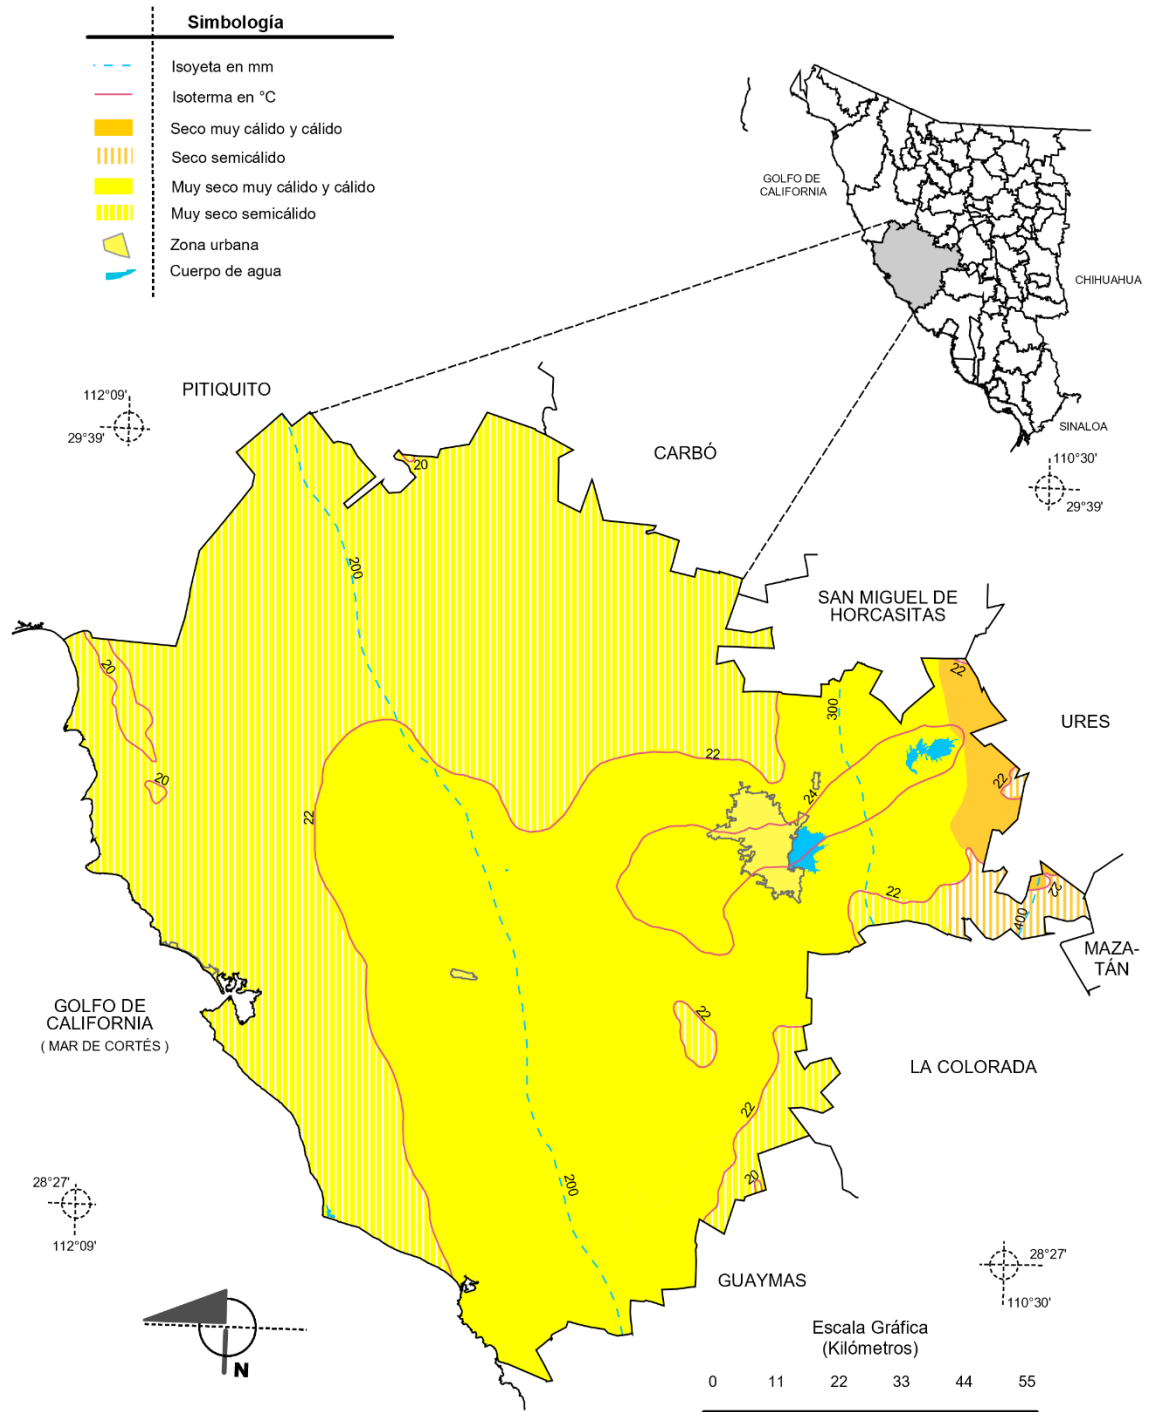 Simbología
Isoyeta en mm
Isoterma en °C
Seco muy cálido y cálido
Seco semicálido
Muy seco muy cálido y cálido
Muy seco semicálido
Zona urbana
Cuerpo de agua
GOLFO DE
CALIFORNIA
CHIHUAHUA
SINALOA
112°09'
29°39'
PITIQUITO
CARBÓ
110°30'
29°39'
20
200
SAN MIGUEL DE
HORCASITAS
20
22
300
URES
22
20
24
22
22
22
22
400
MAZA-
TÁN
GOLFO DE
CALIFORNIA
( MAR DE CORTÉS )
22
LA COLORADA
22
28°27'
112°09'
20
200
GUAYMAS
28°27'
110°30'
N
Escala Gráfica
(Kilómetros)
0 11 22 33 44 55